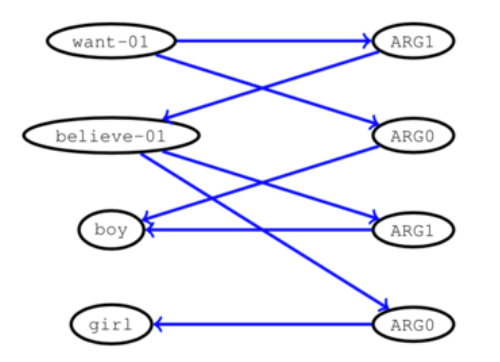 want-01 ARG1
believe-01 ARG0
boy ARG1
girl ARG0